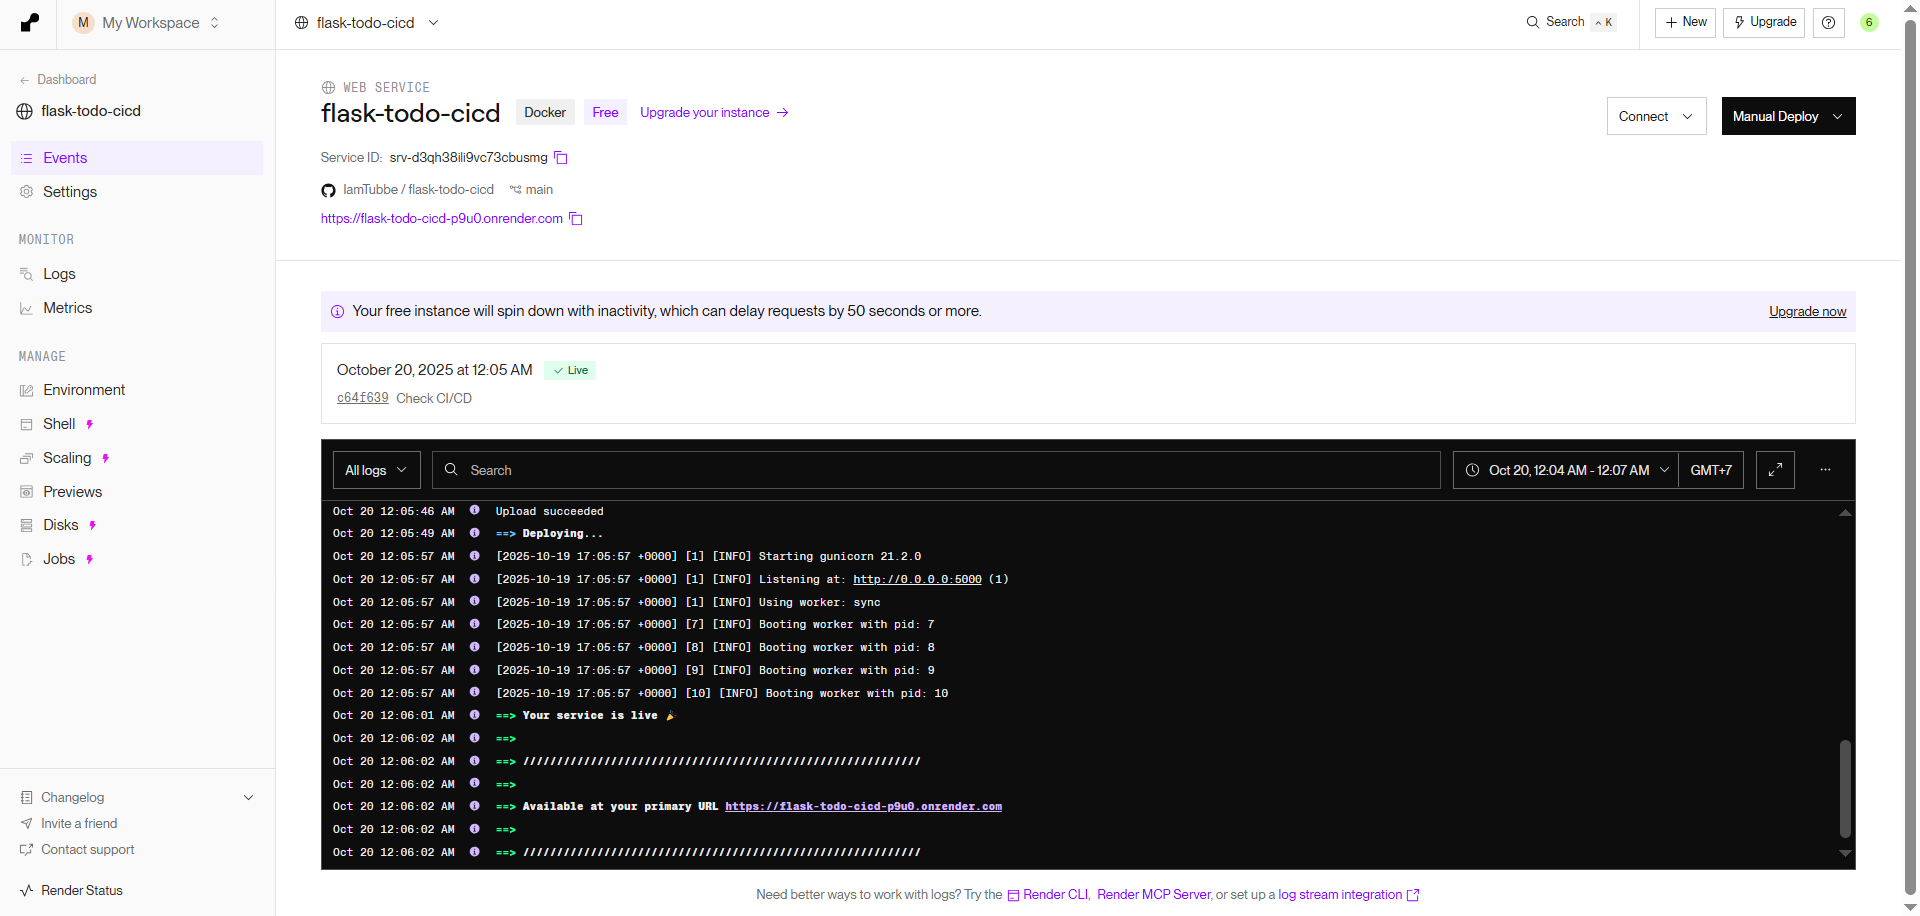 M My Workspace
flask-todo-cicd
Search ^ K
+ New
Upgrade
6
← Dashboard
flask-todo-cicd
Events
Settings
MONITOR
Logs
Metrics
MANAGE
Environment
Shell
Scaling
Previews
Disks
Jobs
Changelog
Invite a friend
Contact support
Render Status
WEB SERVICE
flask-todo-cicd Docker Free Upgrade your instance →
Connect
Manual Deploy
Service ID: srv-d3qh38ili9vc73cbusmg
IamTubbe / flask-todo-cicd main
https://flask-todo-cicd-p9u0.onrender.com
Your free instance will spin down with inactivity, which can delay requests by 50 seconds or more. Upgrade now
October 20, 2025 at 12:05 AM Live
c64f639 Check CI/CD
All logs Search Oct 20, 12:04 AM - 12:07 AM GMT+7 ...
Oct 20 12:05:46 AM Upload succeeded
Oct 20 12:05:49 AM ==> Deploying...
Oct 20 12:05:57 AM [2025-10-19 17:05:57 +0000] [1] [INFO] Starting gunicorn 21.2.0
Oct 20 12:05:57 AM [2025-10-19 17:05:57 +0000] [1] [INFO] Listening at: http://0.0.0.0:5000 (1)
Oct 20 12:05:57 AM [2025-10-19 17:05:57 +0000] [1] [INFO] Using worker: sync
Oct 20 12:05:57 AM [2025-10-19 17:05:57 +0000] [7] [INFO] Booting worker with pid: 7
Oct 20 12:05:57 AM [2025-10-19 17:05:57 +0000] [8] [INFO] Booting worker with pid: 8
Oct 20 12:05:57 AM [2025-10-19 17:05:57 +0000] [9] [INFO] Booting worker with pid: 9
Oct 20 12:05:57 AM [2025-10-19 17:05:57 +0000] [10] [INFO] Booting worker with pid: 10
Oct 20 12:06:01 AM ==> Your service is live 🎉
Oct 20 12:06:02 AM ==>
Oct 20 12:06:02 AM ==> ///////////////////////////////////////////////////////////
Oct 20 12:06:02 AM ==>
Oct 20 12:06:02 AM ==> Available at your primary URL https://flask-todo-cicd-p9u0.onrender.com
Oct 20 12:06:02 AM ==>
Oct 20 12:06:02 AM ==> ///////////////////////////////////////////////////////////
Need better ways to work with logs? Try the Render CLI, Render MCP Server, or set up a log stream integration